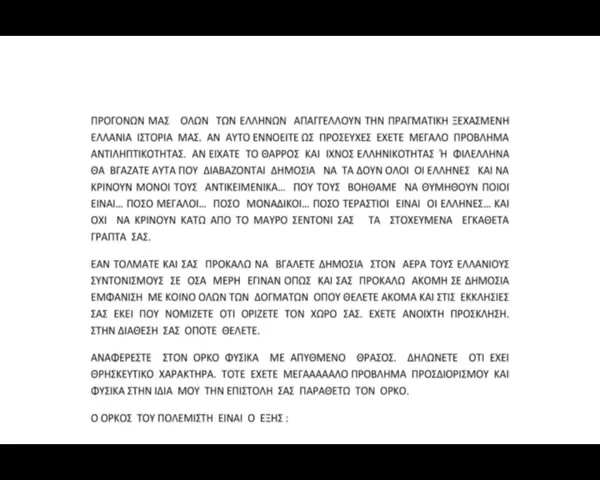 ΠΡΟΓΟΝΩΝ ΜΑΣ ΟΛΩΝ ΤΩΝ ΕΛΛΗΝΩΝ ΑΠΑΓΓΕΛΛΟΥΝ ΤΗΝ ΠΡΑΓΜΑΤΙΚΗ ΞΕΧΑΣΜΕΝΗ
ΕΛΛΑΝΙΑ ΙΣΤΟΡΙΑ ΜΑΣ. ΑΝ ΑΥΤΟ ΕΝΝΟΕΙΤΕ ΩΣ ΠΡΟΣΕΥΧΕΣ ΕΧΕΤΕ ΜΕΓΑΛΟ ΠΡΟΒΛΗΜΑ
ΑΝΤΙΛΗΠΤΙΚΟΤΗΤΑΣ. ΑΝ ΕΙΧΑΤΕ ΤΟ ΘΑΡΡΟΣ ΚΑΙ ΙΧΝΟΣ ΕΛΛΗΝΙΚΟΤΗΤΑΣ Ή ΦΙΛΕΛΛΗΝΑ
ΘΑ ΒΓΑΖΑΤΕ ΑΥΤΑ ΠΟΥ ΔΙΑΒΑΖΟΝΤΑΙ ΔΗΜΟΣΙΑ ΝΑ ΤΑ ΔΟΥΝ ΟΛΟΙ ΟΙ ΕΛΛΗΝΕΣ ΚΑΙ ΝΑ
ΚΡΙΝΟΥΝ ΜΟΝΟΙ ΤΟΥΣ ΑΝΤΙΚΕΙΜΕΝΙΚΑ... ΠΟΥ ΤΟΥΣ ΒΟΗΘΑΜΕ ΝΑ ΘΥΜΗΘΟΥΝ ΠΟΙΟΙ
ΕΙΝΑΙ... ΠΟΣΟ ΜΕΓΑΛΟΙ... ΠΟΣΟ ΜΟΝΑΔΙΚΟΙ... ΠΟΣΟ ΤΕΡΑΣΤΙΟΙ ΕΙΝΑΙ ΟΙ ΕΛΛΗΝΕΣ... ΚΑΙ
ΟΧΙ ΝΑ ΚΡΙΝΟΥΝ ΚΑΤΩ ΑΠΟ ΤΟ ΜΑΥΡΟ ΣΕΝΤΟΝΙ ΣΑΣ ΤΑ ΣΤΟΧΕΥΜΕΝΑ ΕΓΚΑΘΕΤΑ
ΓΡΑΠΤΑ ΣΑΣ.
ΕΑΝ ΤΟΛΜΑΤΕ ΚΑΙ ΣΑΣ ΠΡΟΚΑΛΩ ΝΑ ΒΓΑΛΕΤΕ ΔΗΜΟΣΙΑ ΣΤΟΝ ΑΕΡΑ ΤΟΥΣ ΕΛΛΑΝΙΟΥΣ
ΣΥΝΤΟΝΙΣΜΟΥΣ ΣΕ ΟΣΑ ΜΕΡΗ ΕΓΙΝΑΝ ΟΠΩΣ ΚΑΙ ΣΑΣ ΠΡΟΚΑΛΩ ΑΚΟΜΗ ΣΕ ΔΗΜΟΣΙΑ
ΕΜΦΑΝΙΣΗ ΜΕ ΚΟΙΝΟ ΟΛΩΝ ΤΩΝ ΔΟΓΜΑΤΩΝ ΟΠΟΥ ΘΕΛΕΤΕ ΑΚΟΜΑ ΚΑΙ ΣΤΙΣ ΕΚΚΛΗΣΙΕΣ
ΣΑΣ ΕΚΕΙ ΠΟΥ ΝΟΜΙΖΕΤΕ ΟΤΙ ΟΡΙΖΕΤΕ ΤΟΝ ΧΩΡΟ ΣΑΣ. ΕΧΕΤΕ ΑΝΟΙΧΤΗ ΠΡΟΣΚΛΗΣΗ.
ΣΤΗΝ ΔΙΑΘΕΣΗ ΣΑΣ ΟΠΟΤΕ ΘΕΛΕΤΕ.
ΑΝΑΦΕΡΕΣΤΕ ΣΤΟΝ ΟΡΚΟ ΦΥΣΙΚΑ ΜΕ ΑΠΥΘΜΕΝΟ ΘΡΑΣΟΣ. ΔΗΛΩΝΕΤΕ ΟΤΙ ΕΧΕΙ
ΘΡΗΣΚΕΥΤΙΚΟ ΧΑΡΑΚΤΗΡΑ. ΤΟΤΕ ΕΧΕΤΕ ΜΕΓΑΑΑΑΑΛΟ ΠΡΟΒΛΗΜΑ ΠΡΟΣΔΙΟΡΙΣΜΟΥ ΚΑΙ
ΦΥΣΙΚΑ ΣΤΗΝ ΙΔΙΑ ΜΟΥ ΤΗΝ ΕΠΙΣΤΟΛΗ ΣΑΣ ΠΑΡΑΘΕΤΩ ΤΟΝ ΟΡΚΟ.
Ο ΟΡΚΟΣ ΤΟΥ ΠΟΛΕΜΙΣΤΗ ΕΙΝΑΙ Ο ΕΞΗΣ :